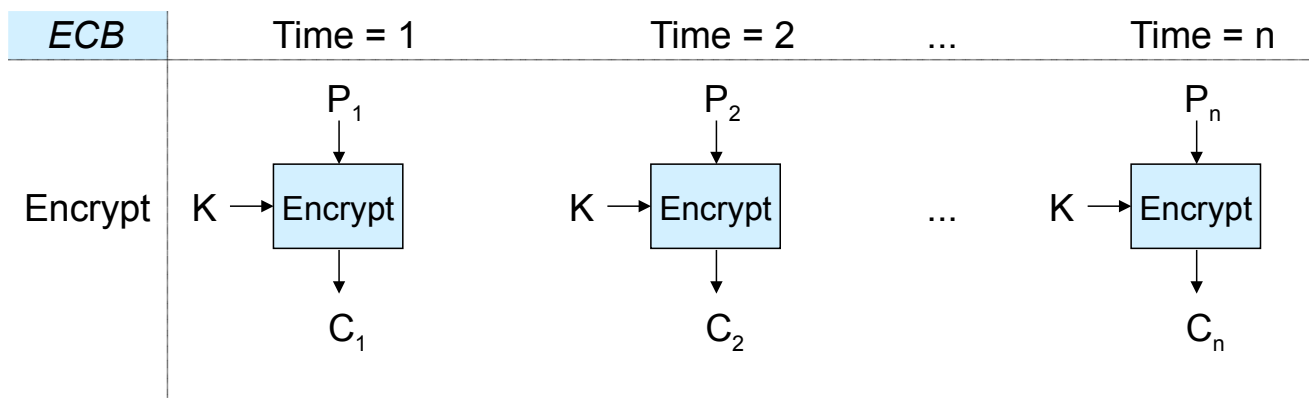 ECB Time = 1 Time = 2 ... Time = n
P₁ P₂ Pₙ
Encrypt K Encrypt K Encrypt ... K Encrypt
C₁ C₂ Cₙ